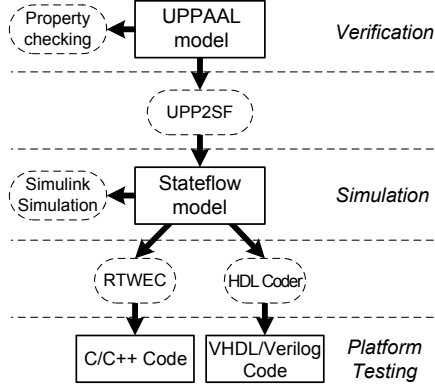 Property
checking
UPPAAL
model
Verification
UPP2SF
Simulink
Simulation
Stateflow
model
Simulation
RTWEC
HDL Coder
C/C++ Code
VHDL/Verilog
Code
Platform
Testing